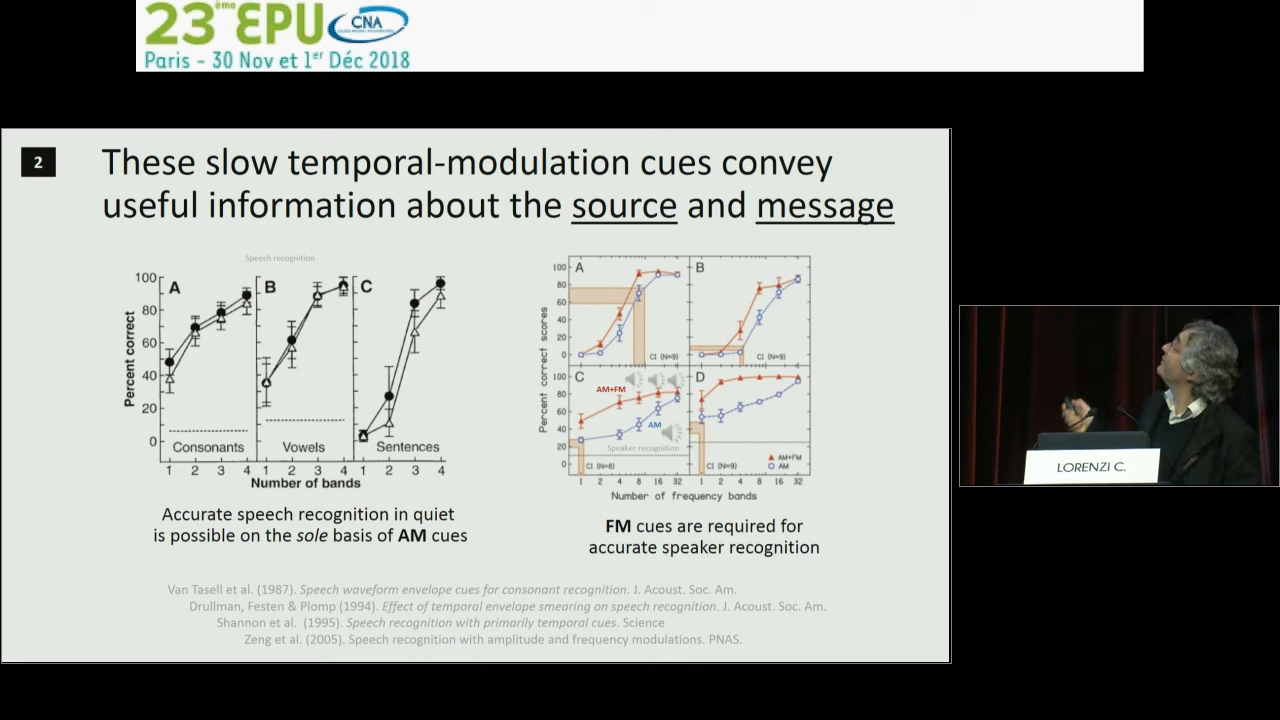 23ème EPU CNA
Paris - 30 Nov et 1er Déc 2018
2
These slow temporal-modulation cues convey
useful information about the source and message
Speech recognition
A
B
C
Percent correct
100
80
60
40
20
0
Consonants
Vowels
Sentences
1 2 3 4
1 2 3 4
1 2 3 4
Number of bands
Accurate speech recognition in quiet
is possible on the sole basis of AM cues
A
B
C
D
Percent correct scores
100
80
60
40
20
0
CI (N=9)
CI (N=9)
100
80
60
40
20
0
AM+FM
AM
Speaker recognition
CI (N=8)
CI (N=9)
AM+FM
AM
1 2 4 8 16 32
1 2 4 8 16 32
Number of frequency bands
FM cues are required for
accurate speaker recognition
Van Tasell et al. (1987). Speech waveform envelope cues for consonant recognition. J. Acoust. Soc. Am.
Drullman, Festen & Plomp (1994). Effect of temporal envelope smearing on speech recognition. J. Acoust. Soc. Am.
Shannon et al. (1995). Speech recognition with primarily temporal cues. Science
Zeng et al. (2005). Speech recognition with amplitude and frequency modulations. PNAS.
LORENZI C.